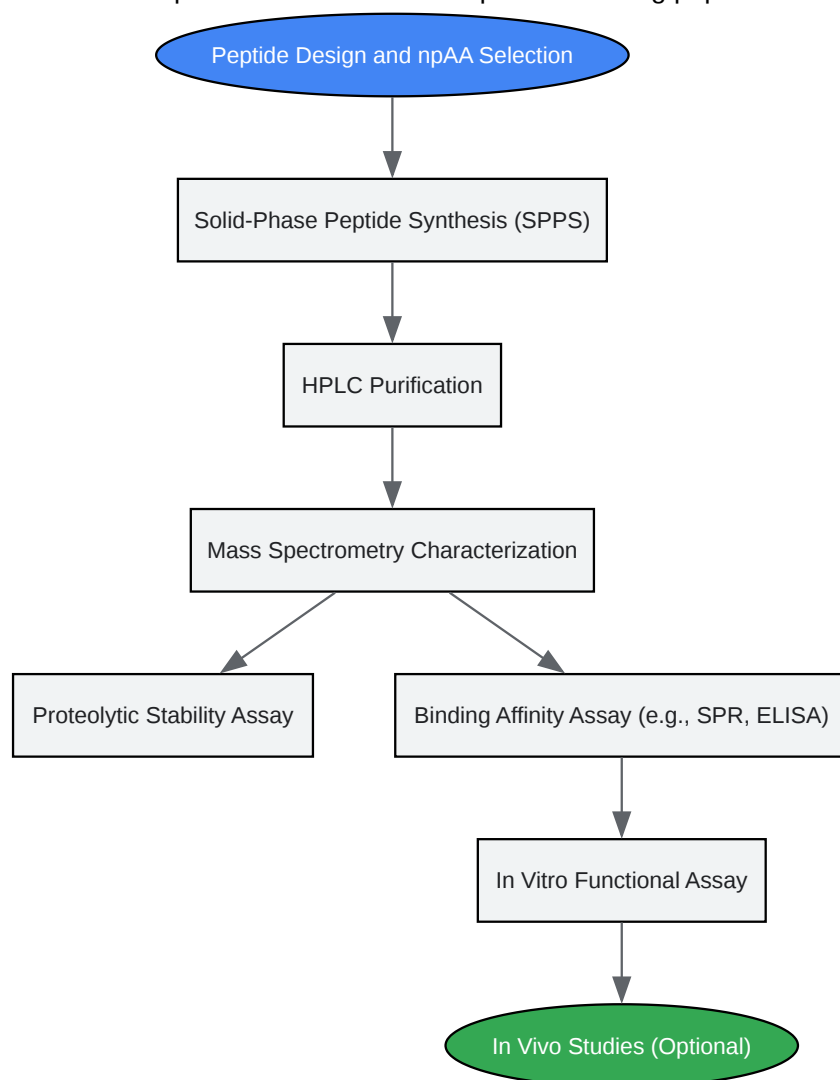 Peptide Design and npAA Selection
Solid-Phase Peptide Synthesis (SPPS)
HPLC Purification
Mass Spectrometry Characterization
Proteolytic Stability Assay
Binding Affinity Assay (e.g., SPR, ELISA)
In Vitro Functional Assay
In Vivo Studies (Optional)